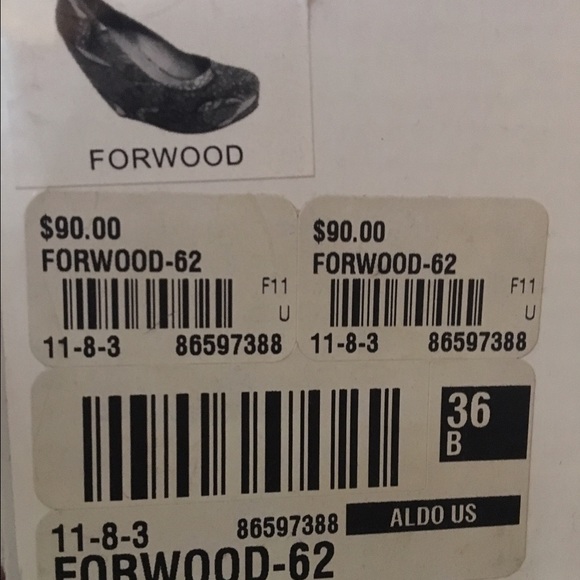 FORWOOD
$90.00
FORWOOD-62
F11
U
11-8-3 86597388
$90.00
FORWOOD-62
F11
U
11-8-3 86597388
36
B
11-8-3 86597388
ALDO US
FORWOOD-62